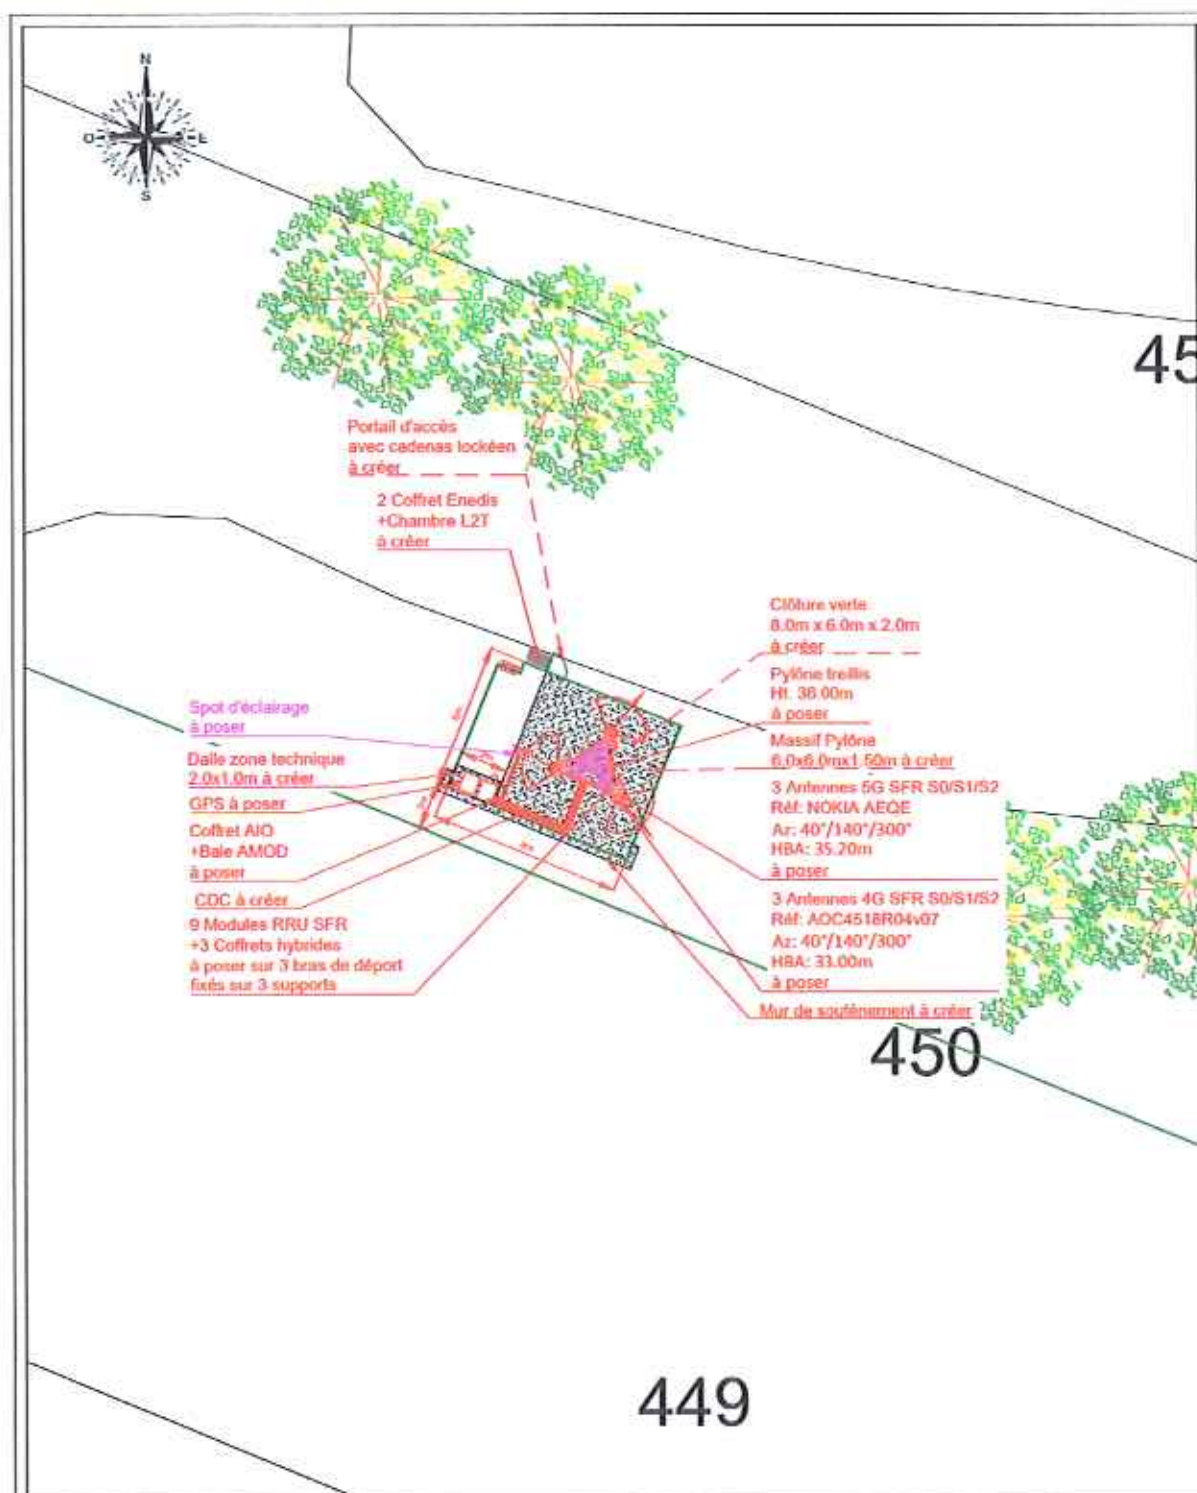 N
O
E
S
45
Portail d'accès
avec cadenas lockéen
à créer
2 Coffret Enedis
+Chambre L2T
à créer
Clôture verte
8.0m x 6.0m x 2.0m
à créer
Pylône treillis
Ht. 36.00m
à poser
Massif Pylône
6.0x6.0mx1.50m à créer
3 Antennes 5G SFR S0/S1/S2
Réf: NOKIA AEQE
Az: 40°/140°/300°
HBA: 35.20m
à poser
3 Antennes 4G SFR S0/S1/S2
Réf: AOC4518R04v07
Az: 40°/140°/300°
HBA: 33.00m
à poser
Mur de soutènement à créer
Spot d'éclairage
à poser
Dalle zone technique
2.0x1.0m à créer
GPS à poser
Coffret AIO
+Baie AMOD
à poser
CDC à créer
9 Modules RRU SFR
+3 Coffrets hybrides
à poser sur 3 bras de déport
fixés sur 3 supports
450
449